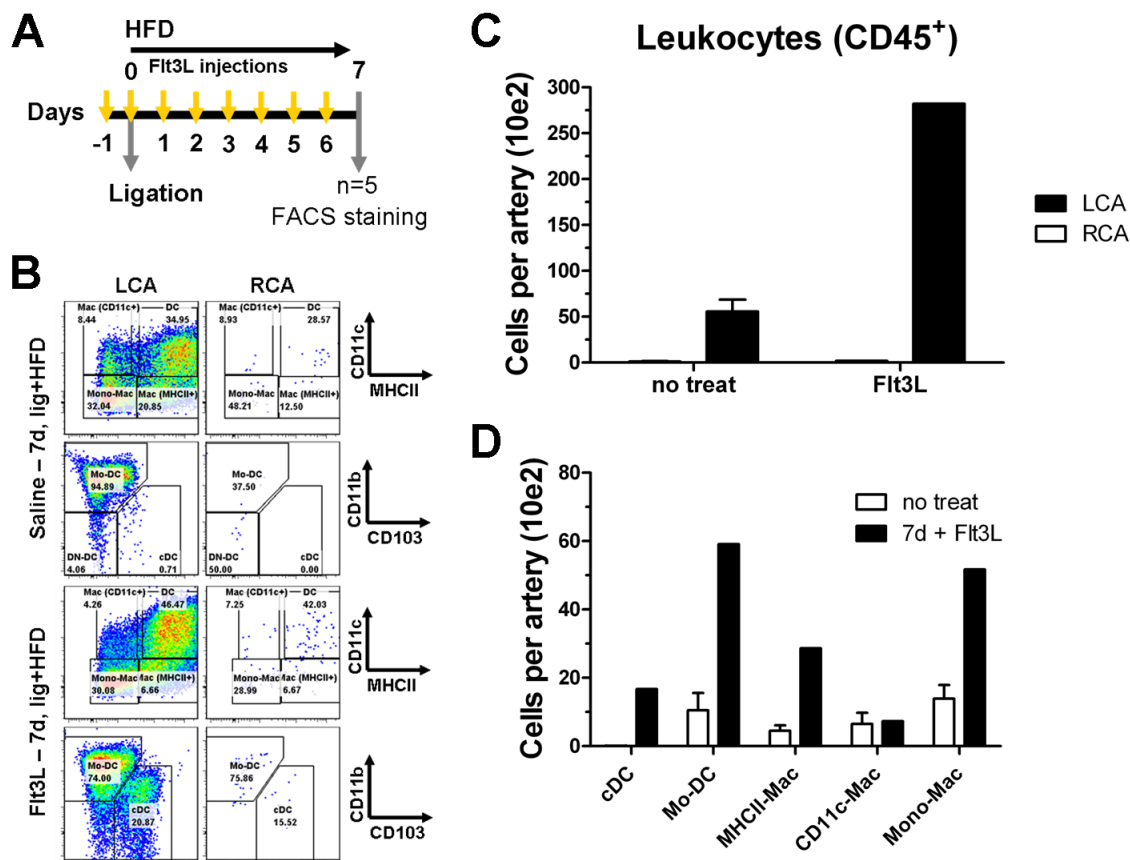 A
HFD
0 Flt3L injections 7
Days
-1 1 2 3 4 5 6
Ligation
n=5
FACS staining
B
LCA RCA
Saline – 7d, lig+HFD
Mac (CD11c+) DC
8.44 34.95
Mono-Mac Mac (MHCII+)
32.04 20.85
Mac (CD11c+) DC
8.93 28.57
Mono-Mac Mac (MHCII+)
48.21 12.50
CD11c
MHCII
Mo-DC
94.89
DN-DC cDC
4.06 0.71
Mo-DC
37.50
DN-DC cDC
50.00 0.00
CD11b
CD103
Flt3L – 7d, lig+HFD
Mac (CD11c+) DC
4.26 46.47
Mono-Mac Mac (MHCII+)
30.08 6.66
Mac (CD11c+) DC
7.25 42.03
Mono-Mac Mac (MHCII+)
28.99 6.67
CD11c
MHCII
Mo-DC
74.00
cDC
20.87
Mo-DC
75.86
cDC
15.52
CD11b
CD103
C
Leukocytes (CD45+)
Cells per artery (10e2)
300
250
200
150
100
50
0
no treat Flt3L
LCA
RCA
D
Cells per artery (10e2)
80
60
40
20
0
no treat
7d + Flt3L
cDC
Mo-DC
MHCII-Mac
CD11c-Mac
Mono-Mac